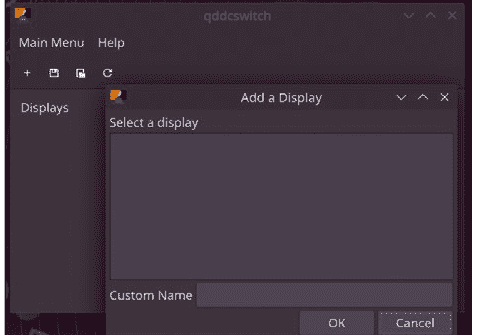 qddcswitch
Main Menu Help
Displays
Add a Display
Select a display
Custom Name
OK Cancel